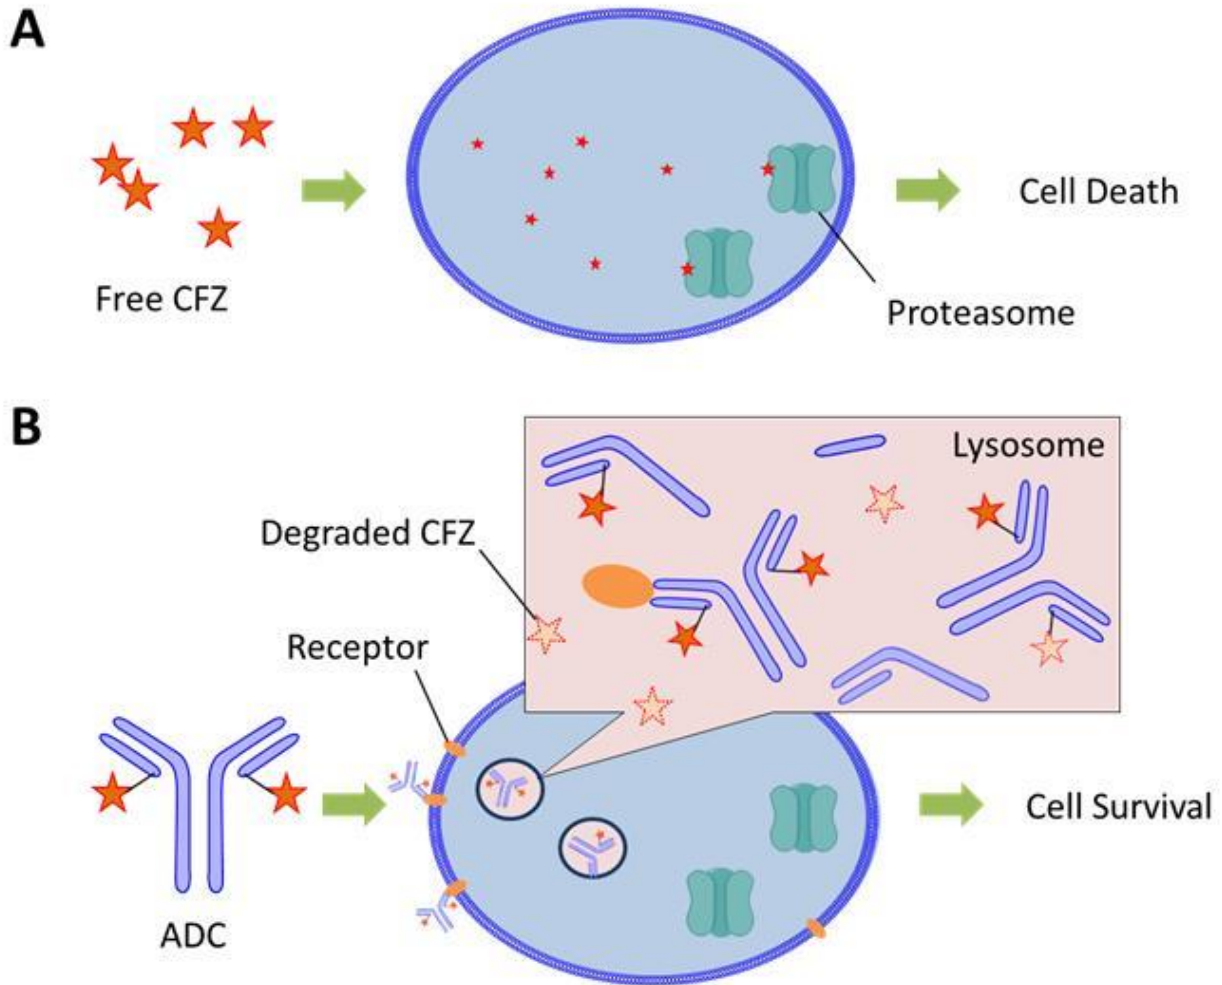 A
Free CFZ
Cell Death
Proteasome
B
Lysosome
Degraded CFZ
Receptor
ADC
Cell Survival